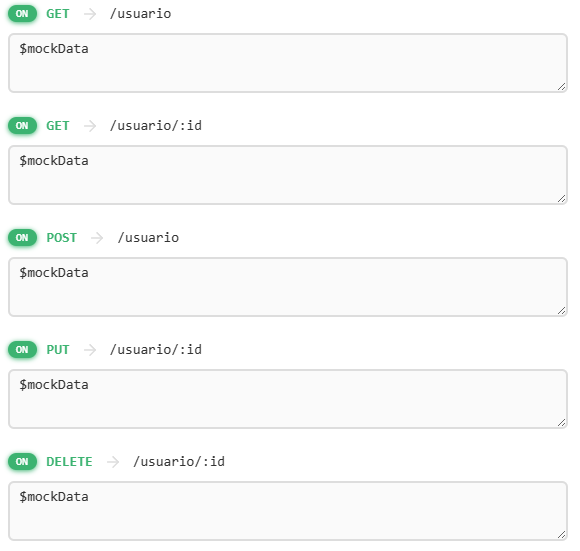 ON GET → /usuario
$mockData
ON GET → /usuario/:id
$mockData
ON POST → /usuario
$mockData
ON PUT → /usuario/:id
$mockData
ON DELETE → /usuario/:id
$mockData